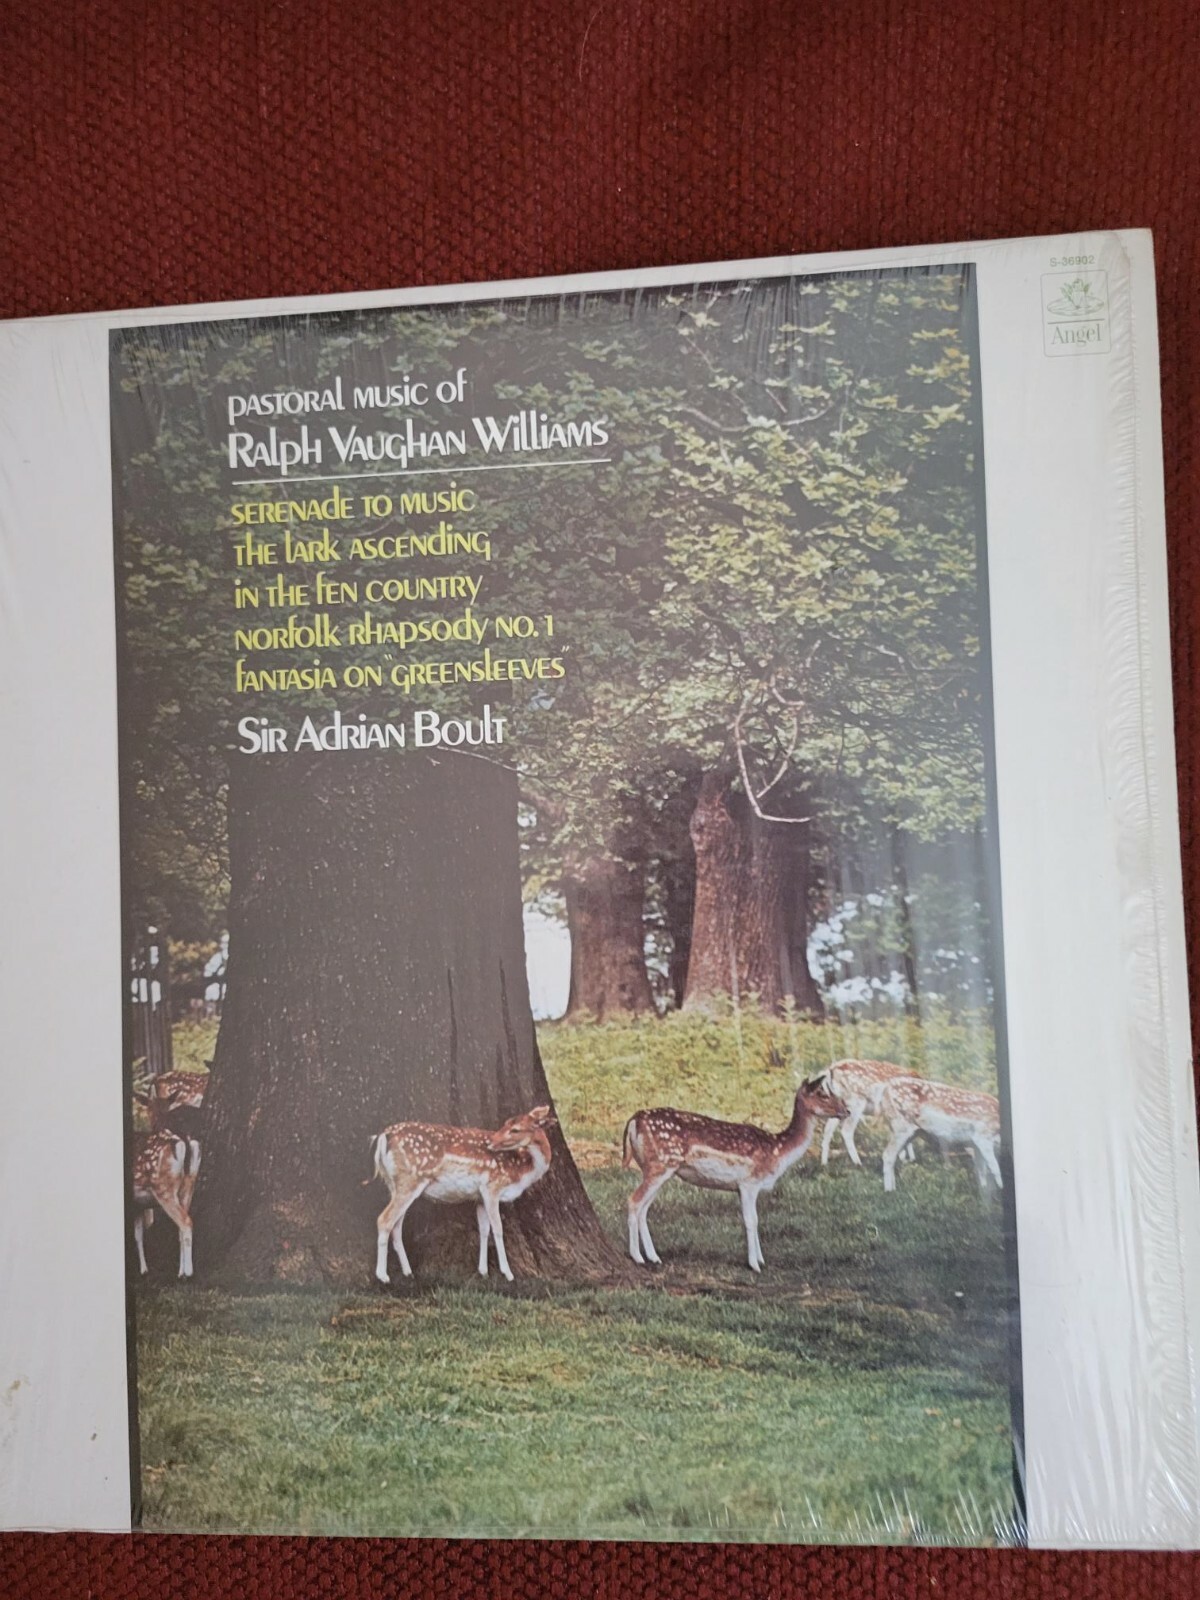 S-36902
Angel
PASTORAL MUSIC of
Ralph Vaughan Williams
SERENADE TO MUSIC
THE LARK ASCENDING
IN THE FEN COUNTRY
NORFOLK RHAPSODY NO. 1
FANTASIA ON "GREENSLEEVES"
Sir Adrian Boult